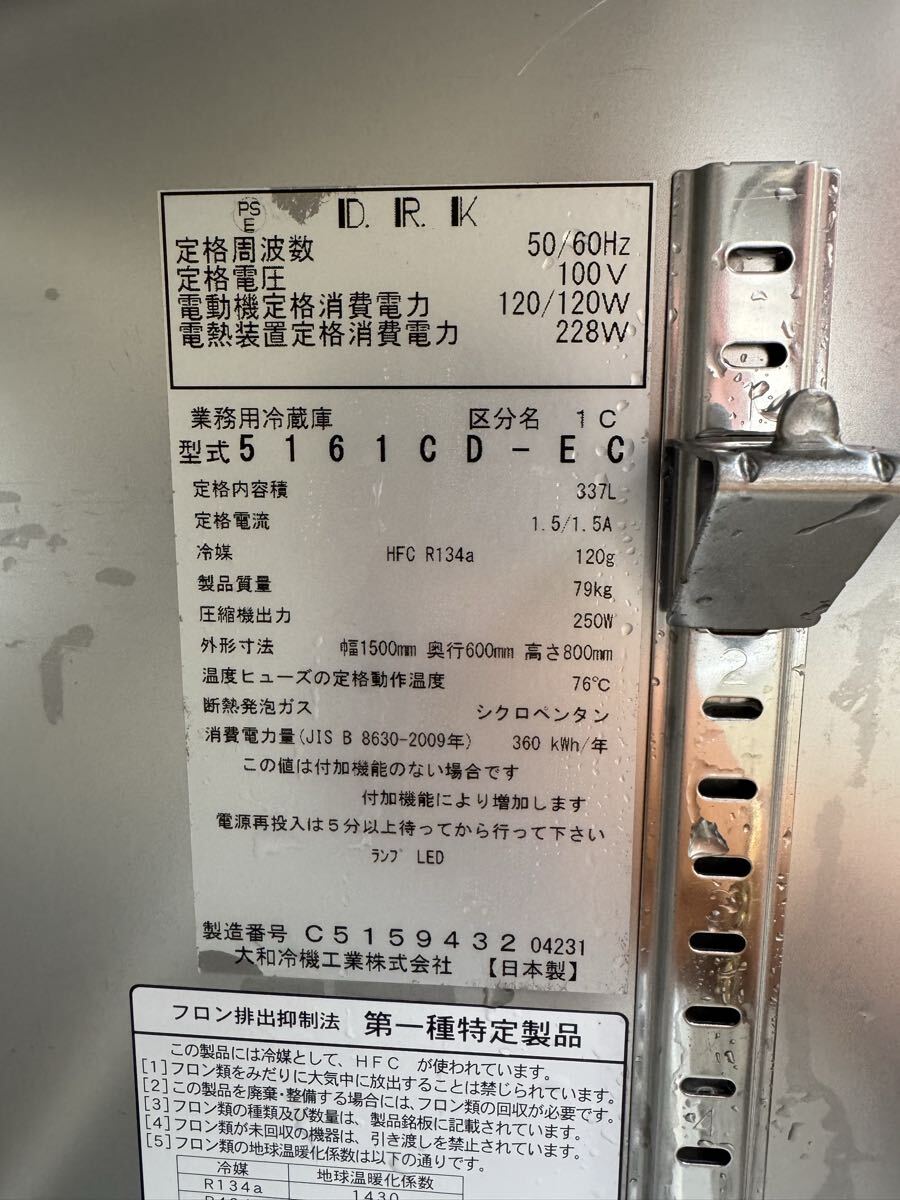 PS
E
D. R. K
定格周波数 50/60Hz
定格電圧 100V
電動機定格消費電力 120/120W
電熱装置定格消費電力 228W
業務用冷蔵庫 区分名 1C
型式 5161CD-EC
定格内容積 337L
定格電流 1.5/1.5A
冷媒 HFC R134a 120g
製品質量 79kg
圧縮機出力 250W
外形寸法 幅1500mm 奥行600mm 高さ800mm
温度ヒューズの定格動作温度 76℃
断熱発泡ガス シクロペンタン
消費電力量(JIS B 8630-2009年) 360 kWh/年
この値は付加機能のない場合です
付加機能により増加します
電源再投入は5分以上待ってから行って下さい
ランプ LED
製造番号 C5159432 04231
大和冷機工業株式会社 【日本製】
フロン排出抑制法 第一種特定製品
この製品には冷媒として、HFC が使われています。
[1]フロン類をみだりに大気中に放出することは禁じられています。
[2]この製品を廃棄・整備する場合には、フロン類の回収が必要です。
[3]フロン類の種類及び数量は、製品銘板に記載されています。
[4]フロン類が未回収の機器は、引き渡しを禁止されています。
[5]フロン類の地球温暖化係数は以下の通りです。
冷媒 地球温暖化係数
R134a 1430
2
4